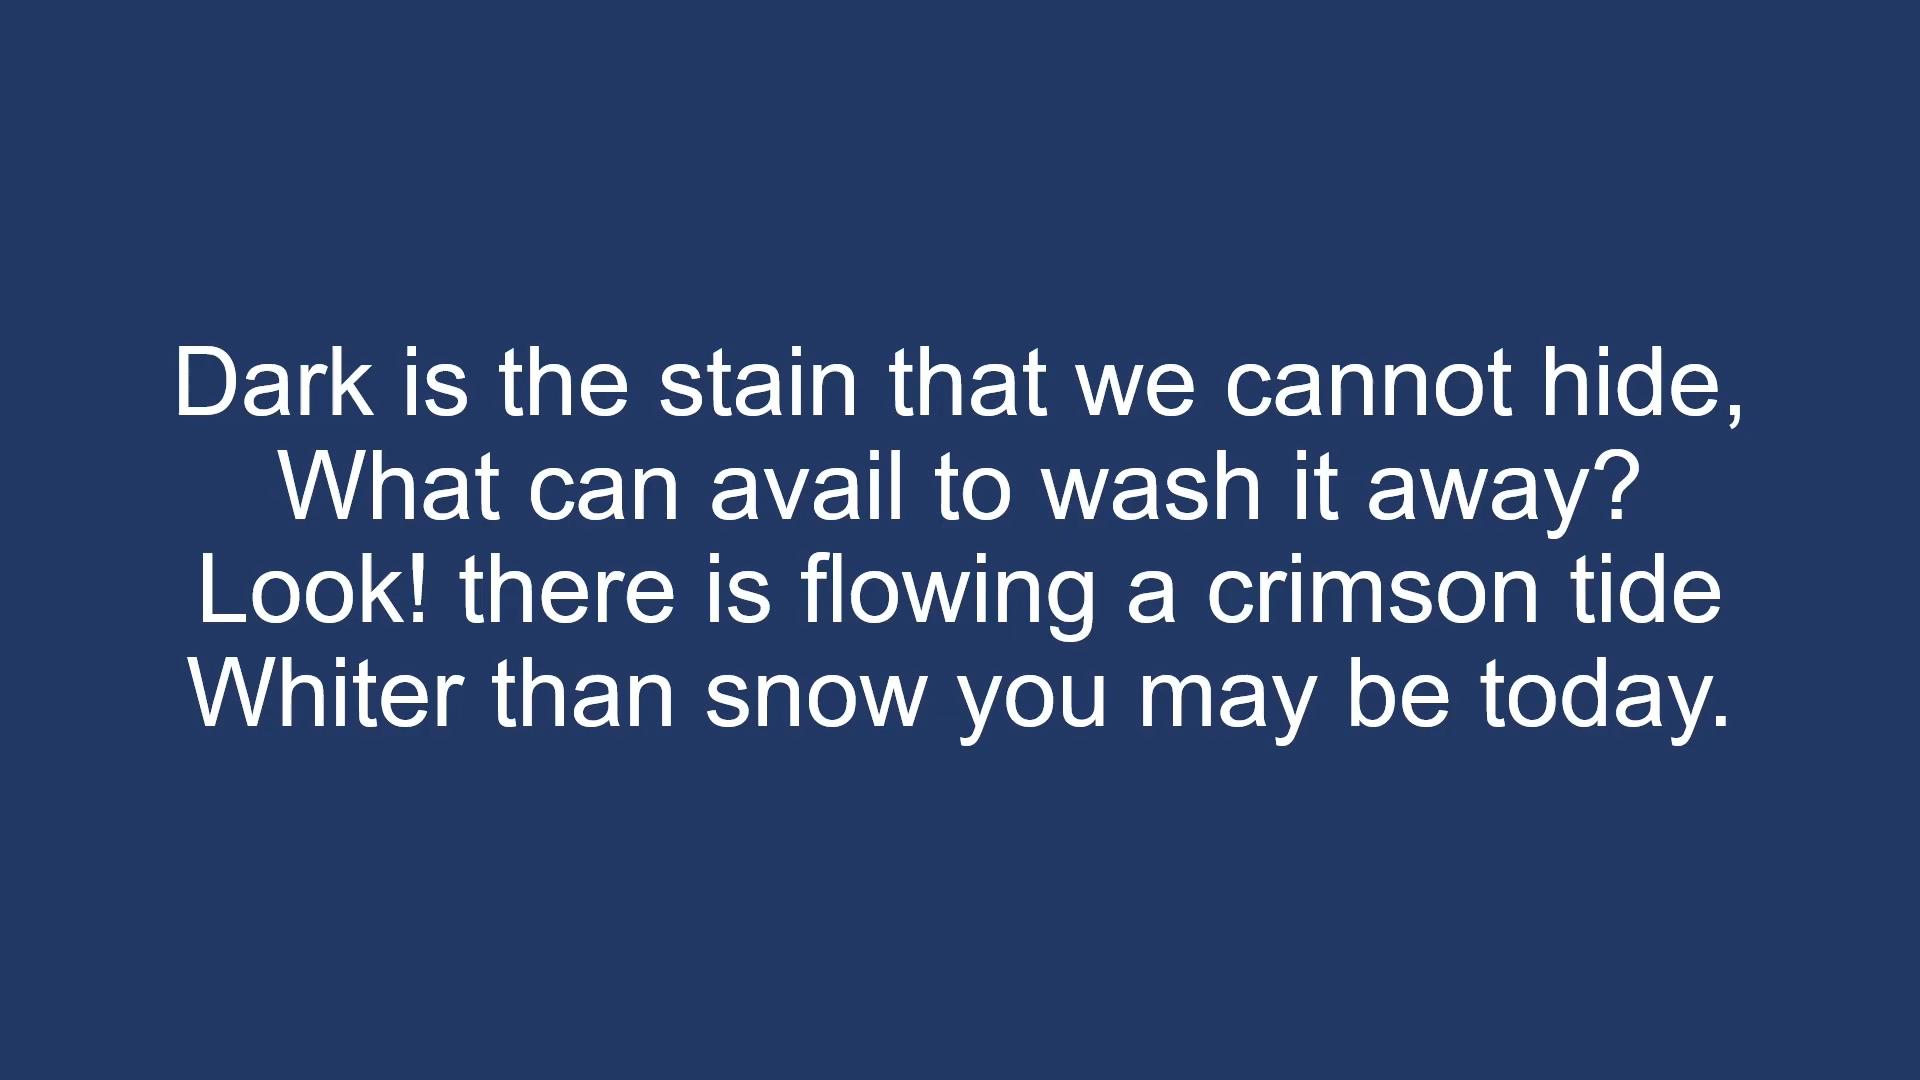 Dark is the stain that we cannot hide,
What can avail to wash it away?
Look! there is flowing a crimson tide
Whiter than snow you may be today.